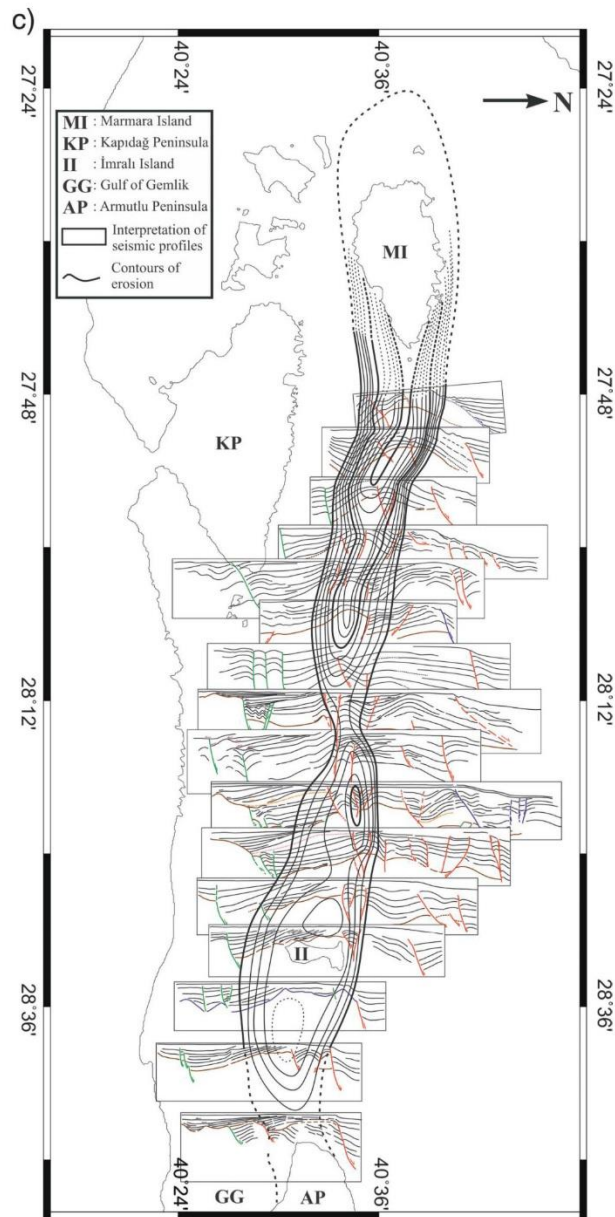 c)
40°24'
40°36'
27°24'
27°24'
N
MI : Marmara Island
KP : Kapıdağ Peninsula
II : İmralı Island
GG : Gulf of Gemlik
AP : Armutlu Peninsula
Interpretation of
seismic profiles
Contours of
erosion
MI
27°48'
27°48'
KP
28°12'
28°12'
II
28°36'
28°36'
40°24'
40°36'
GG
AP